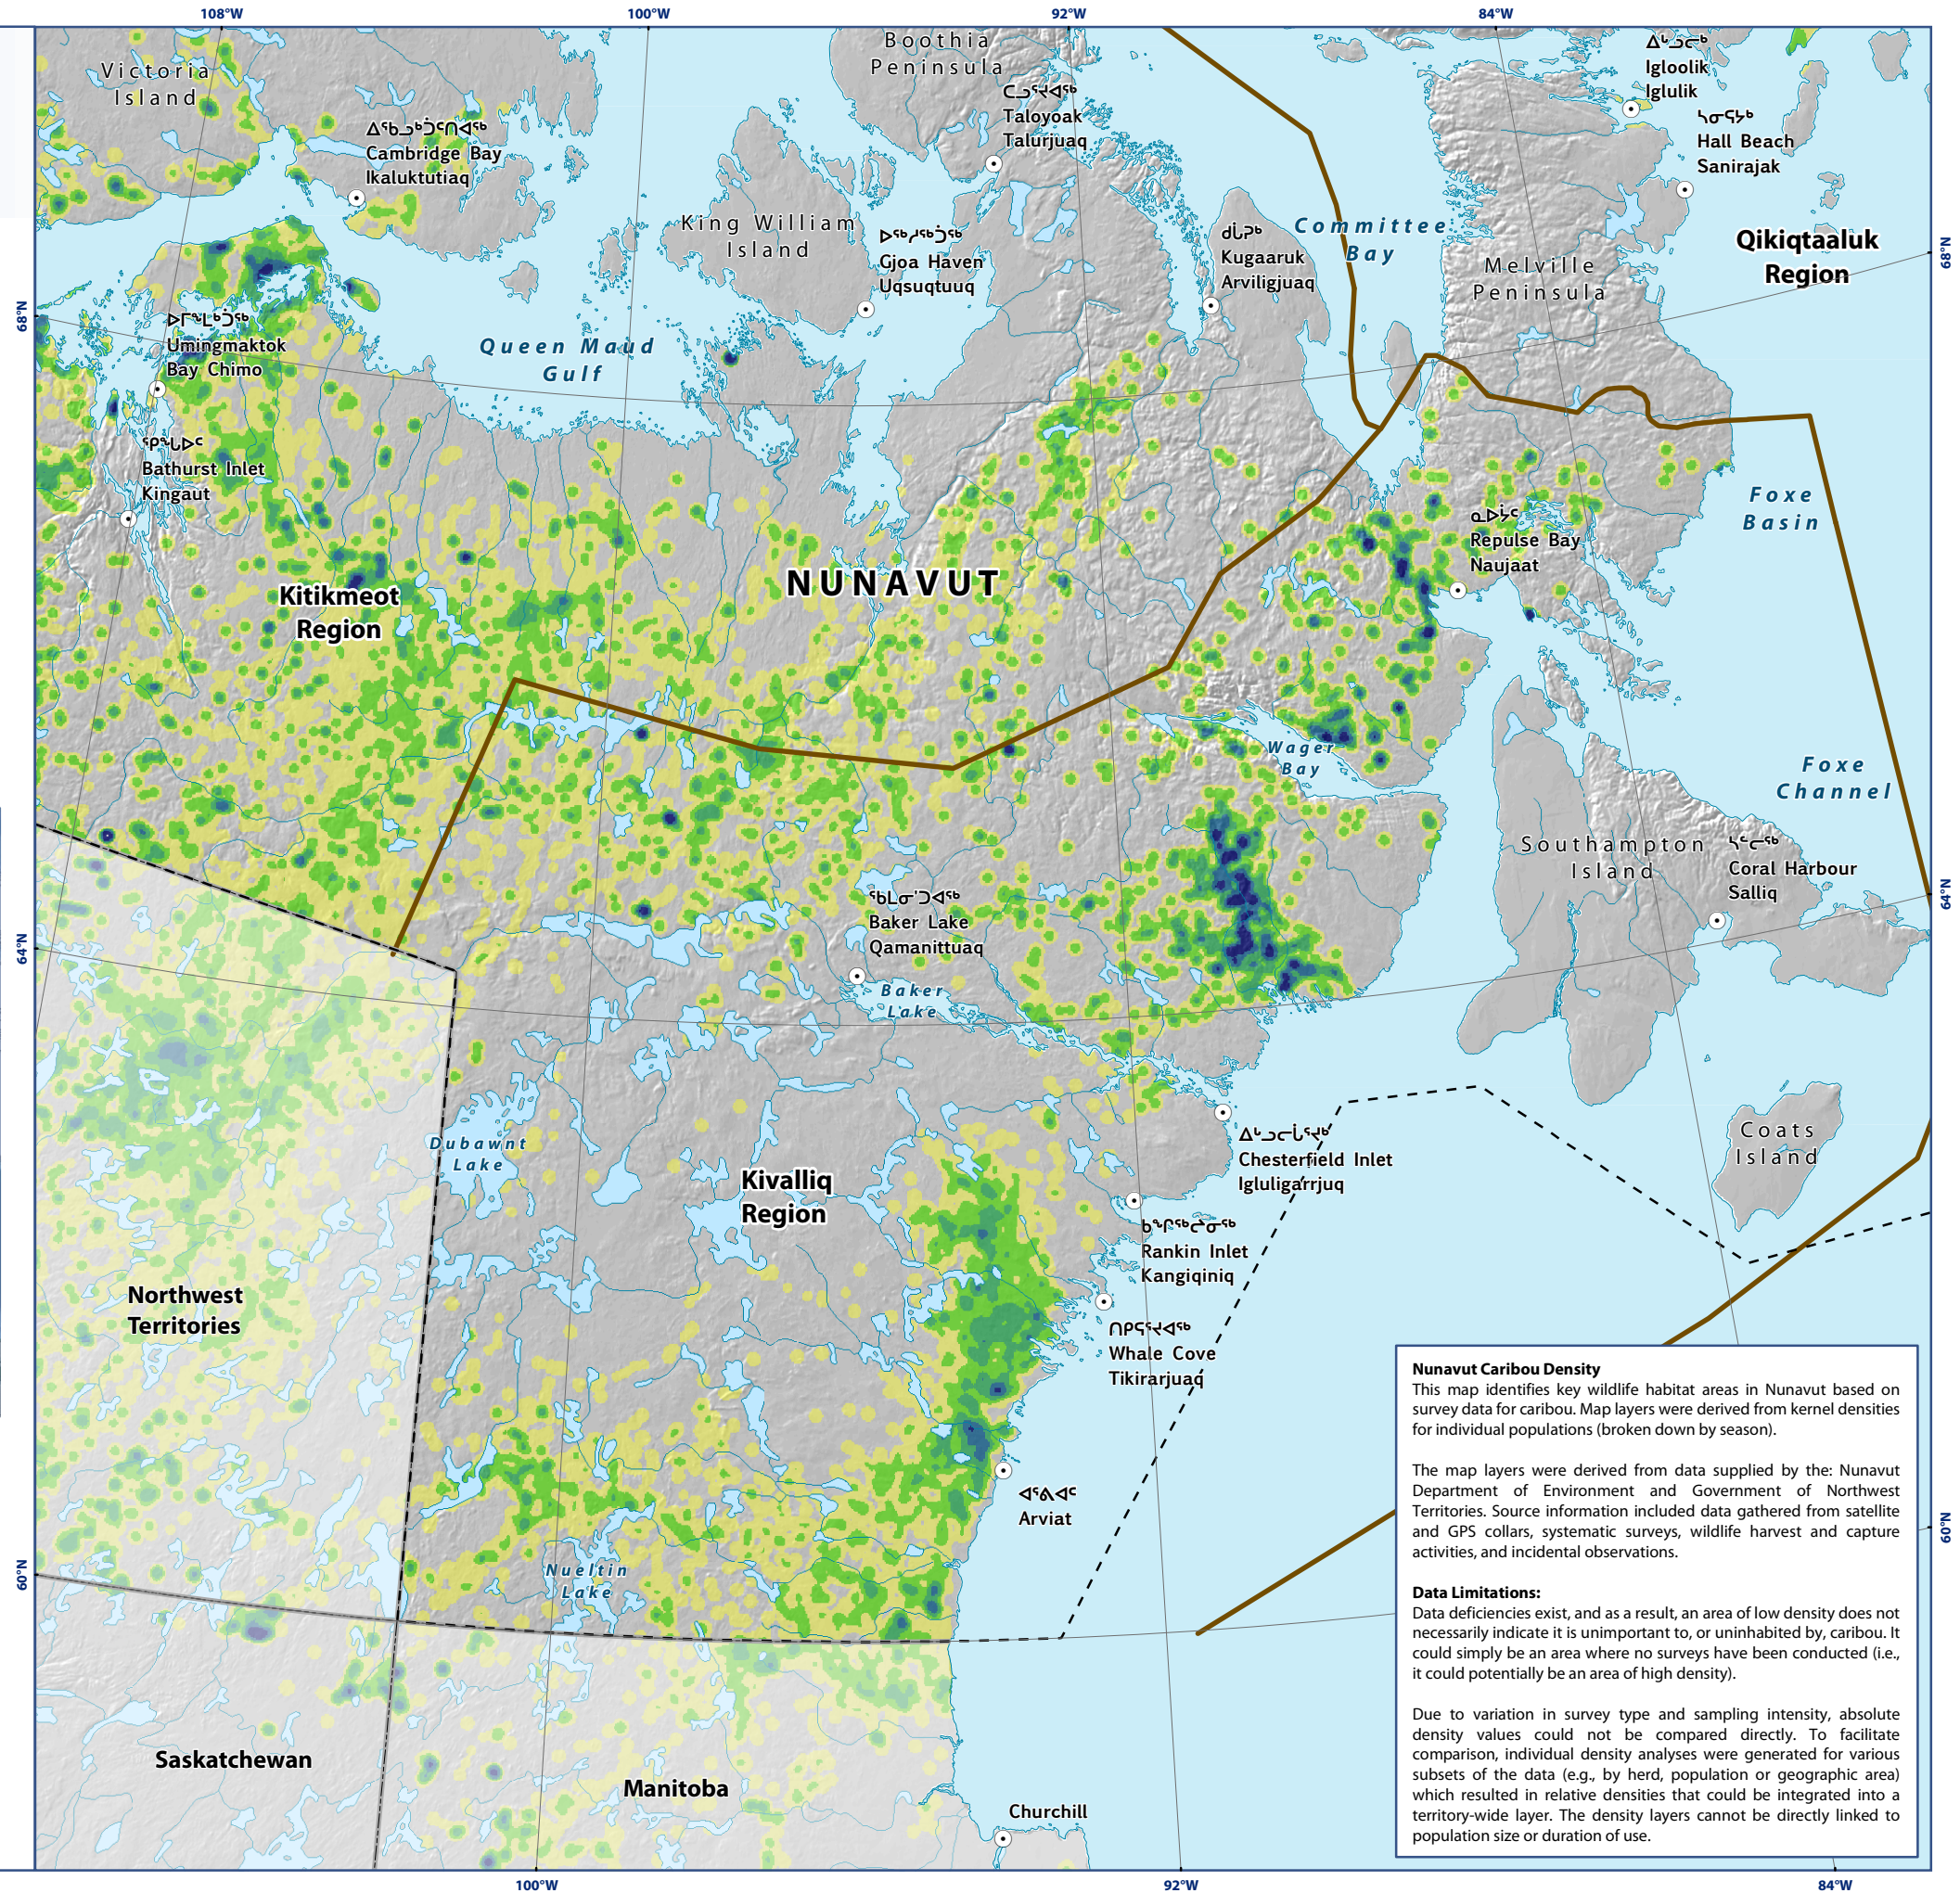 108°W
100°W
92°W
84°W
Victoria
Island
ᐃᖃᓗᒃᑑᑦᑎᐊᖅ
Cambridge Bay
Ikaluktutiaq
Boothia
Peninsula
ᑕᓗᕐᔪᐊᖅ
Taloyoak
Talurjuaq
ᐃᒡᓗᓕᒃ
Igloolik
Iglulik
ᓴᓂᕋᔭᒃ
Hall Beach
Sanirajak
King William
Island
ᐅᖅᓱᖅᑑᖅ
Gjoa Haven
Uqsuqtuuq
ᑰᒑᕐᒃ
Kugaaruk
Arviligjuaq
Committee
Bay
Melville
Peninsula
Qikiqtaaluk
Region
68°N
68°N
ᐅᒥᖕᒪᒃᑑᖅ
Umingmaktok
Bay Chimo
Queen Maud
Gulf
ᕿᖓᐅᑦ
Bathurst Inlet
Kingaut
Foxe
Basin
ᓇᐅᔮᑦ
Repulse Bay
Naujaat
NUNAVUT
Kitikmeot
Region
Wager
Bay
Foxe
Channel
Southampton
Island
ᓴᓪᓕᖅ
Coral Harbour
Salliq
ᖃᒪᓂ'ᑐᐊᖅ
Baker Lake
Qamanittuaq
64°N
64°N
Baker
Lake
Dubawnt
Lake
ᐃᒡᓗᓕᒑᕐᔪᒃ
Chesterfield Inlet
Igluligarrjuq
Coats
Island
Kivalliq
Region
ᑲᖏᖅᖠᓂᖅ
Rankin Inlet
Kangiqiniq
Northwest
Territories
ᑎᑭᕋᕐᔪᐊᖅ
Whale Cove
Tikirarjuaq
ᐊᕐᕕᐊᑦ
Arviat
60°N
60°N
Nueltin
Lake
Saskatchewan
Manitoba
Churchill
Nunavut Caribou Density
This map identifies key wildlife habitat areas in Nunavut based on
survey data for caribou. Map layers were derived from kernel densities
for individual populations (broken down by season).
The map layers were derived from data supplied by the: Nunavut
Department of Environment and Government of Northwest
Territories. Source information included data gathered from satellite
and GPS collars, systematic surveys, wildlife harvest and capture
activities, and incidental observations.
Data Limitations:
Data deficiencies exist, and as a result, an area of low density does not
necessarily indicate it is unimportant to, or uninhabited by, caribou. It
could simply be an area where no surveys have been conducted (i.e.,
it could potentially be an area of high density).
Due to variation in survey type and sampling intensity, absolute
density values could not be compared directly. To facilitate
comparison, individual density analyses were generated for various
subsets of the data (e.g., by herd, population or geographic area)
which resulted in relative densities that could be integrated into a
territory-wide layer. The density layers cannot be directly linked to
population size or duration of use.
100°W
92°W
84°W